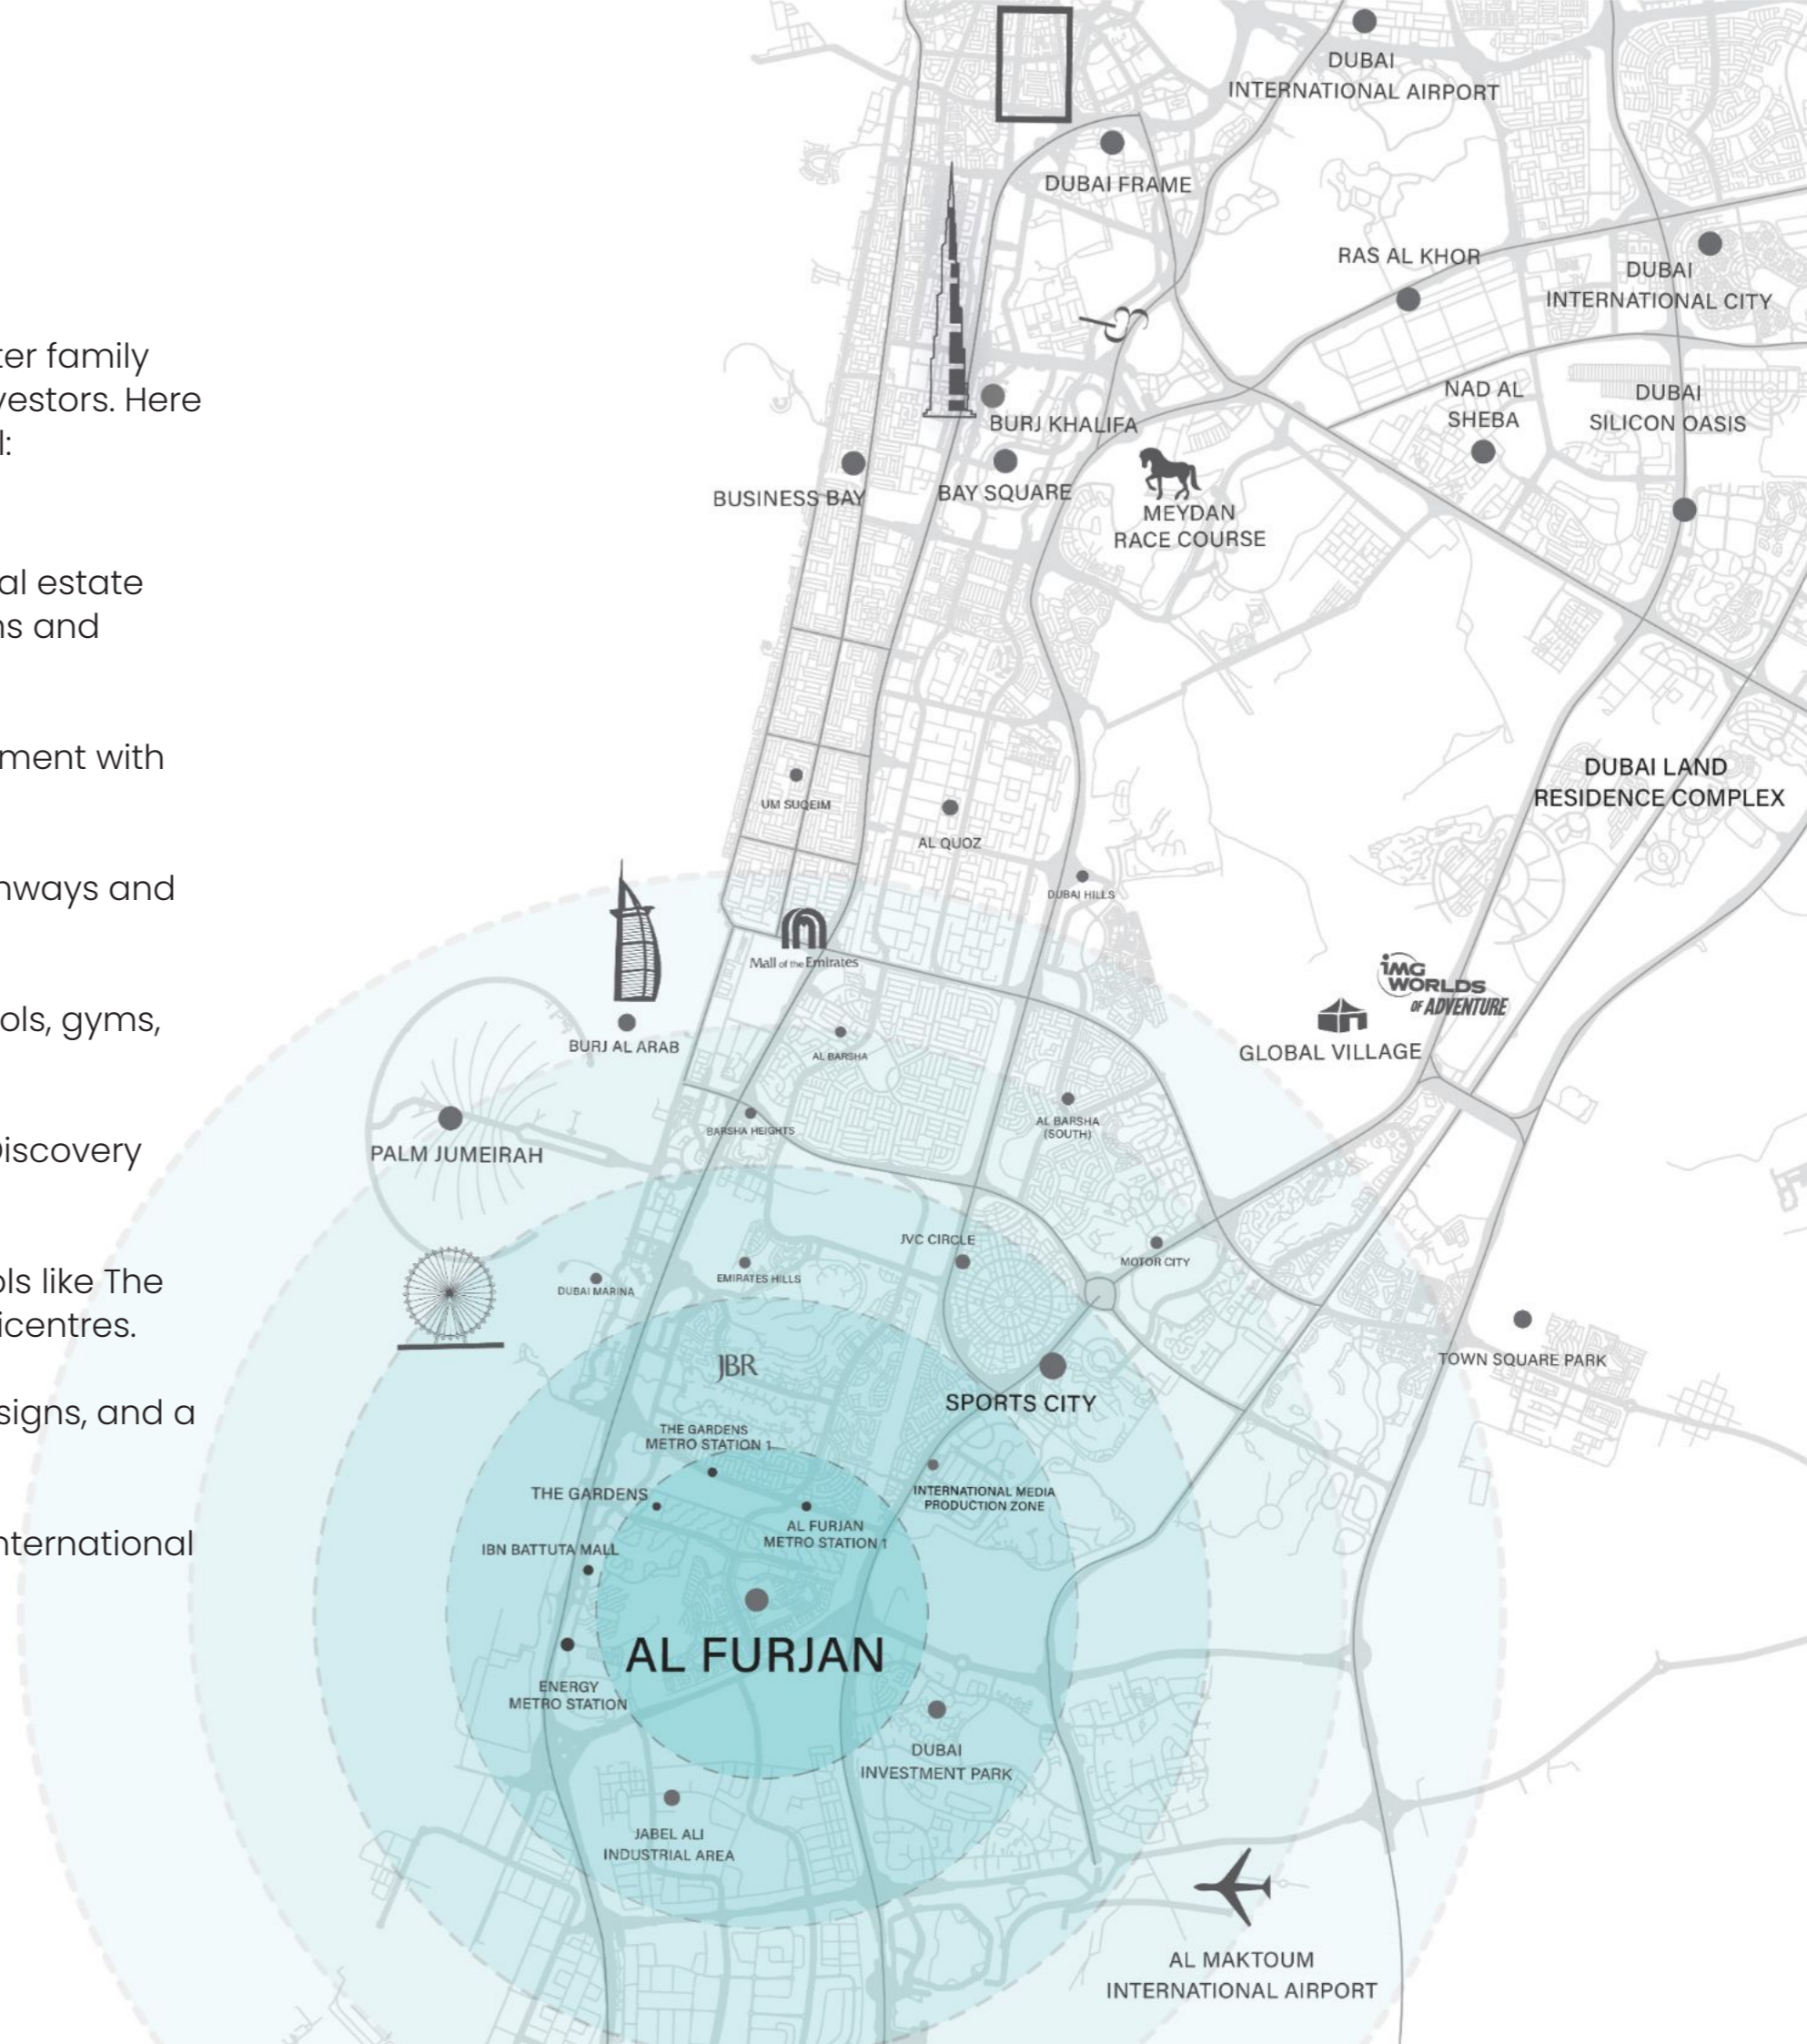 ter family
vestors. Here
l:
al estate
ns and
ment with
hways and
ols, gyms,
Discovery
ols like The
icentres.
signs, and a
nternational
DUBAI
INTERNATIONAL AIRPORT
DUBAI FRAME
RAS AL KHOR
DUBAI
INTERNATIONAL CITY
NAD AL
SHEBA
DUBAI
SILICON OASIS
BURJ KHALIFA
BUSINESS BAY
BAY SQUARE
MEYDAN
RACE COURSE
DUBAI LAND
RESIDENCE COMPLEX
UM SUQEIM
AL QUOZ
DUBAI HILLS
Mall of the Emirates
iMG
WORLDS
OF ADVENTURE
GLOBAL VILLAGE
BURJ AL ARAB
AL BARSHA
PALM JUMEIRAH
BARSHA HEIGHTS
AL BARSHA
(SOUTH)
JVC CIRCLE
MOTOR CITY
DUBAI MARINA
EMIRATES HILLS
JBR
TOWN SQUARE PARK
SPORTS CITY
THE GARDENS
METRO STATION 1
THE GARDENS
INTERNATIONAL MEDIA
PRODUCTION ZONE
AL FURJAN
METRO STATION 1
IBN BATTUTA MALL
AL FURJAN
ENERGY
METRO STATION
DUBAI
INVESTMENT PARK
JABEL ALI
INDUSTRIAL AREA
AL MAKTOUM
INTERNATIONAL AIRPORT